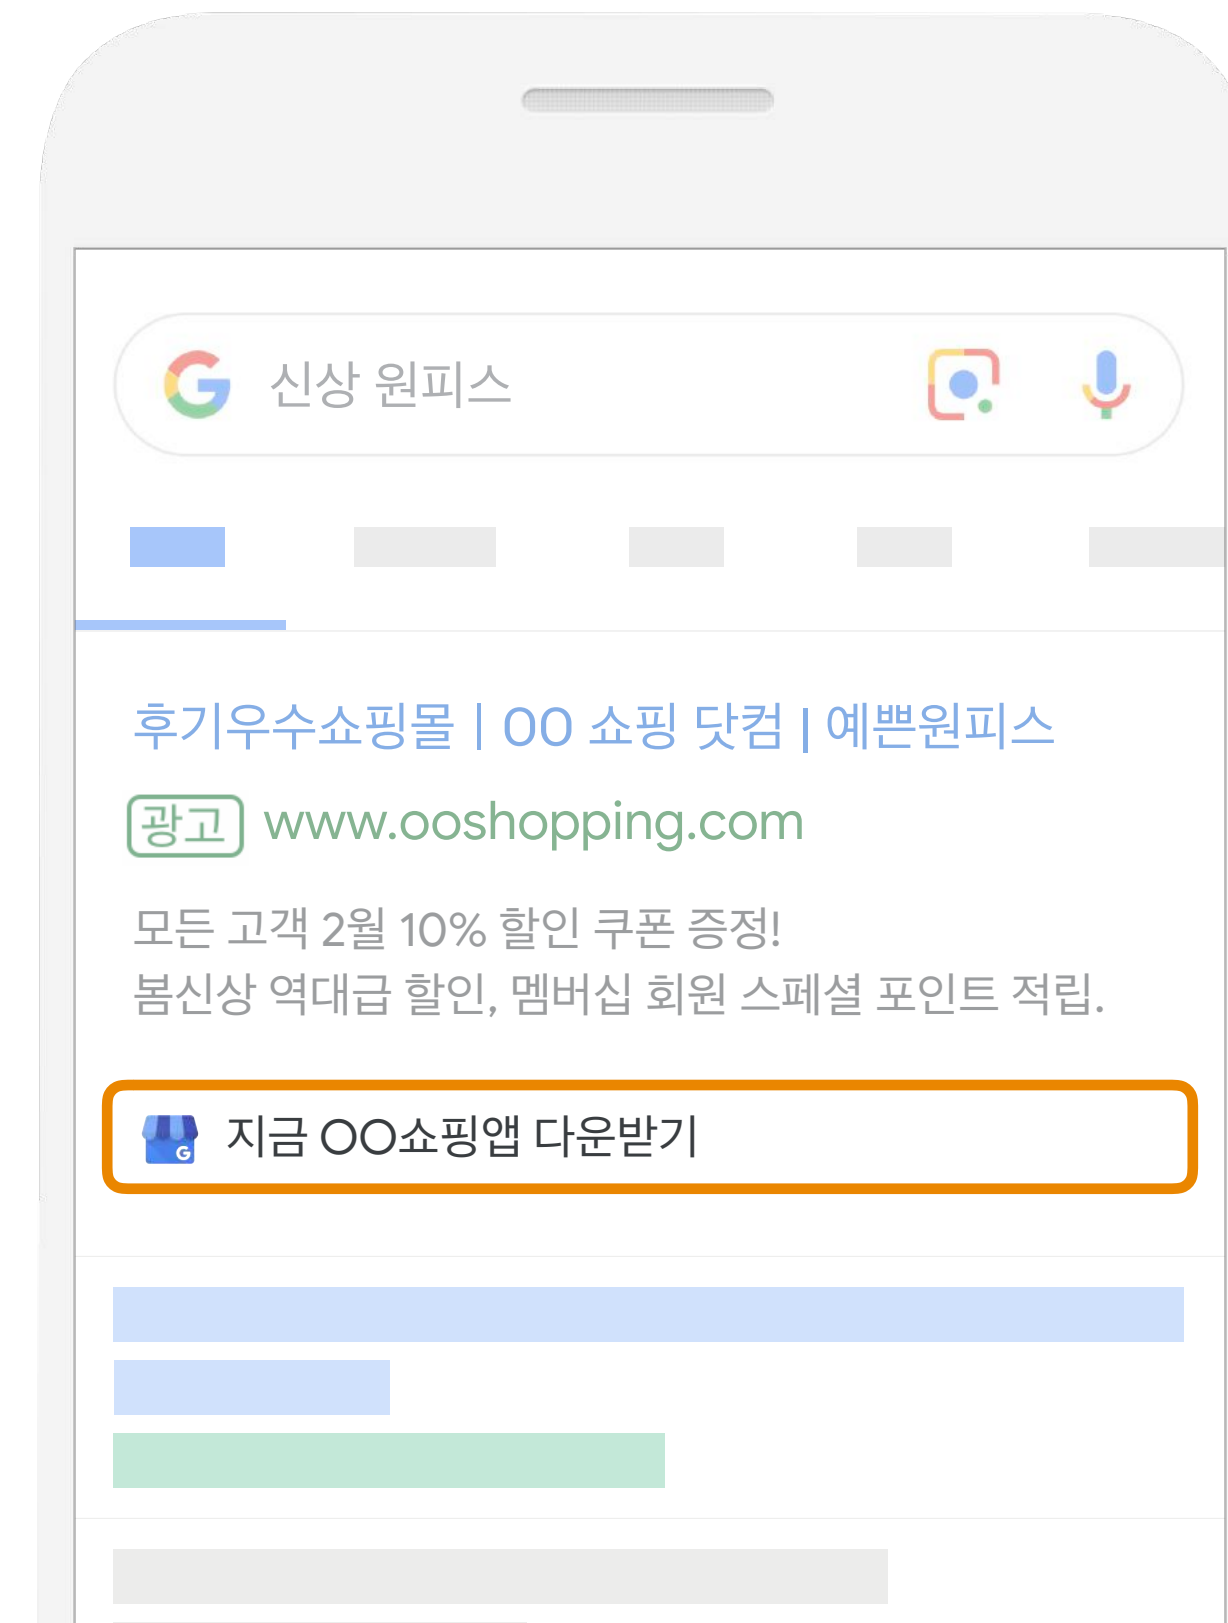 신상 원피스
후기우수쇼핑몰 | OO 쇼핑 닷컴 | 예쁜원피스
광고 www.ooshopping.com
모든 고객 2월 10% 할인 쿠폰 증정!
봄신상 역대급 할인, 멤버십 회원 스페셜 포인트 적립.
지금 OO쇼핑앱 다운받기